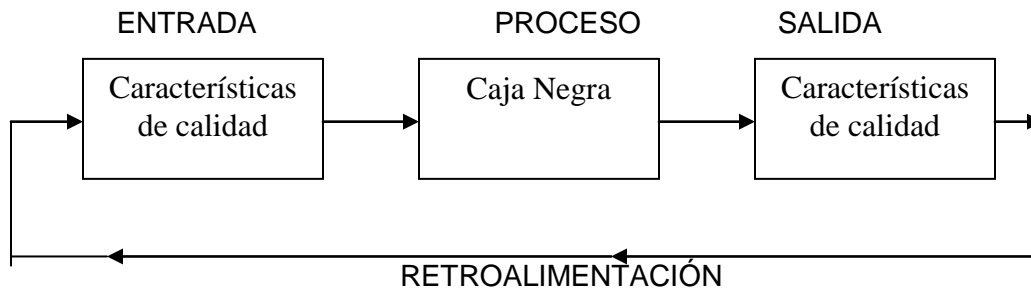 ENTRADA PROCESO SALIDA
Características Caja Negra Características
de calidad de calidad
RETROALIMENTACIÓN